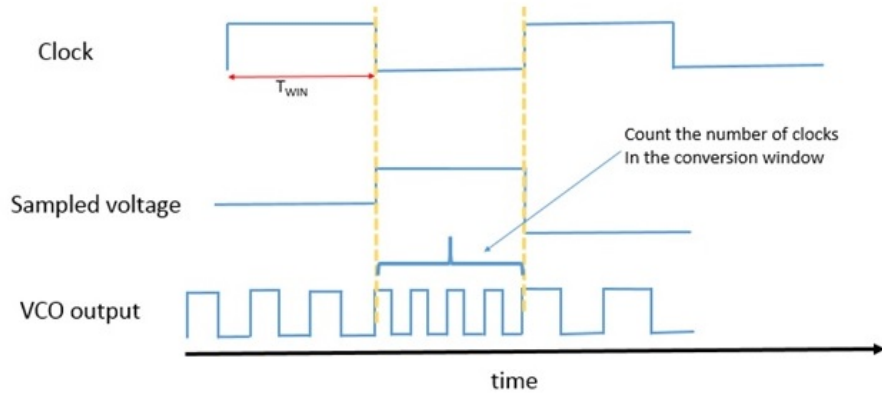 Clock
TWIN
Count the number of clocks
In the conversion window
Sampled voltage
VCO output
time